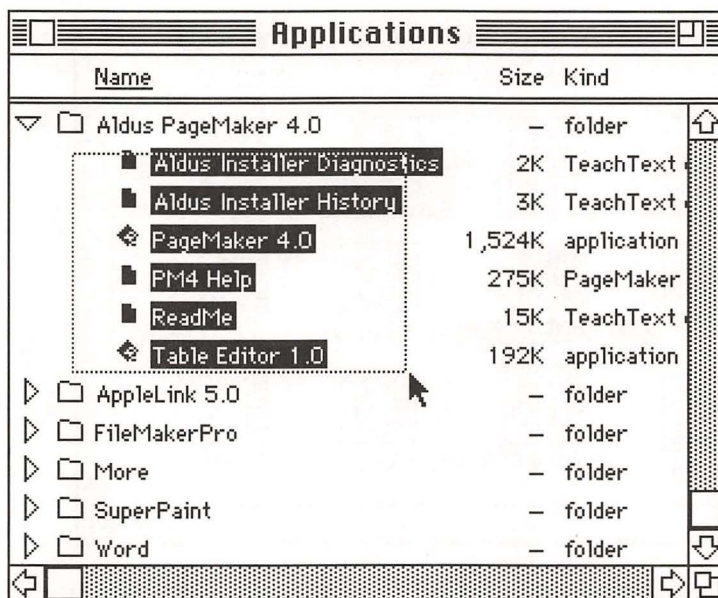 Applications
Name Size Kind
Aldus PageMaker 4.0 – folder
Aldus Installer Diagnostics 2K TeachText
Aldus Installer History 3K TeachText
PageMaker 4.0 1,524K application
PM4 Help 275K PageMaker
ReadMe 15K TeachText
Table Editor 1.0 192K application
AppleLink 5.0 – folder
FileMakerPro – folder
More – folder
SuperPaint – folder
Word – folder